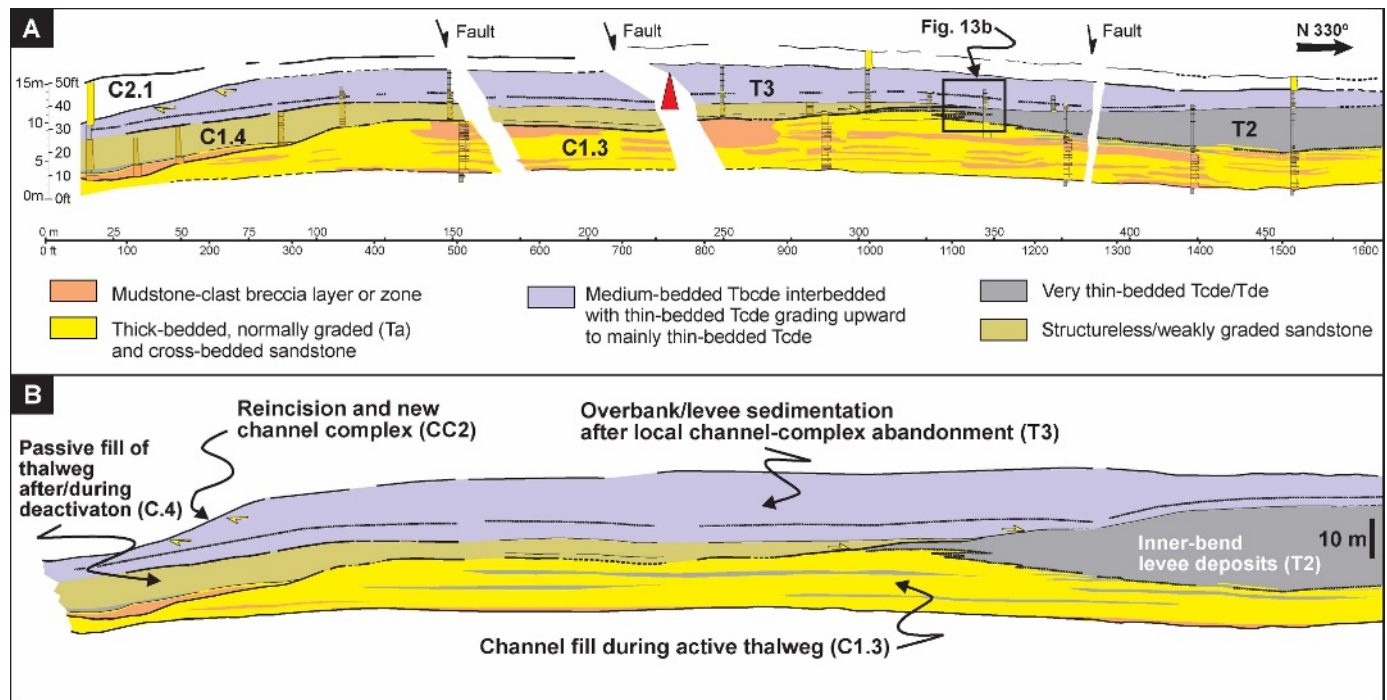 A
Fault
Fault
Fig. 13b
Fault
N 330º
15m
50ft
40
10
30
20
5
10
0m
0ft
C2.1
C1.4
C1.3
T3
T2
0 m 25 50 75 100 150 200 250 300 350 400 450
0 ft 100 200 300 400 500 600 700 800 900 1000 1100 1200 1300 1400 1500 1600
Mudstone-clast breccia layer or zone
Thick-bedded, normally graded (Ta)
and cross-bedded sandstone
Medium-bedded Tbcde interbedded
with thin-bedded Tcde grading upward
to mainly thin-bedded Tcde
Very thin-bedded Tcde/Tde
Structureless/weakly graded sandstone
B
Passive fill of
thalweg
after/during
deactivaton (C.4)
Reincision and new
channel complex (CC2)
Overbank/levee sedimentation
after local channel-complex abandonment (T3)
Inner-bend
levee deposits (T2)
10 m
Channel fill during active thalweg (C1.3)